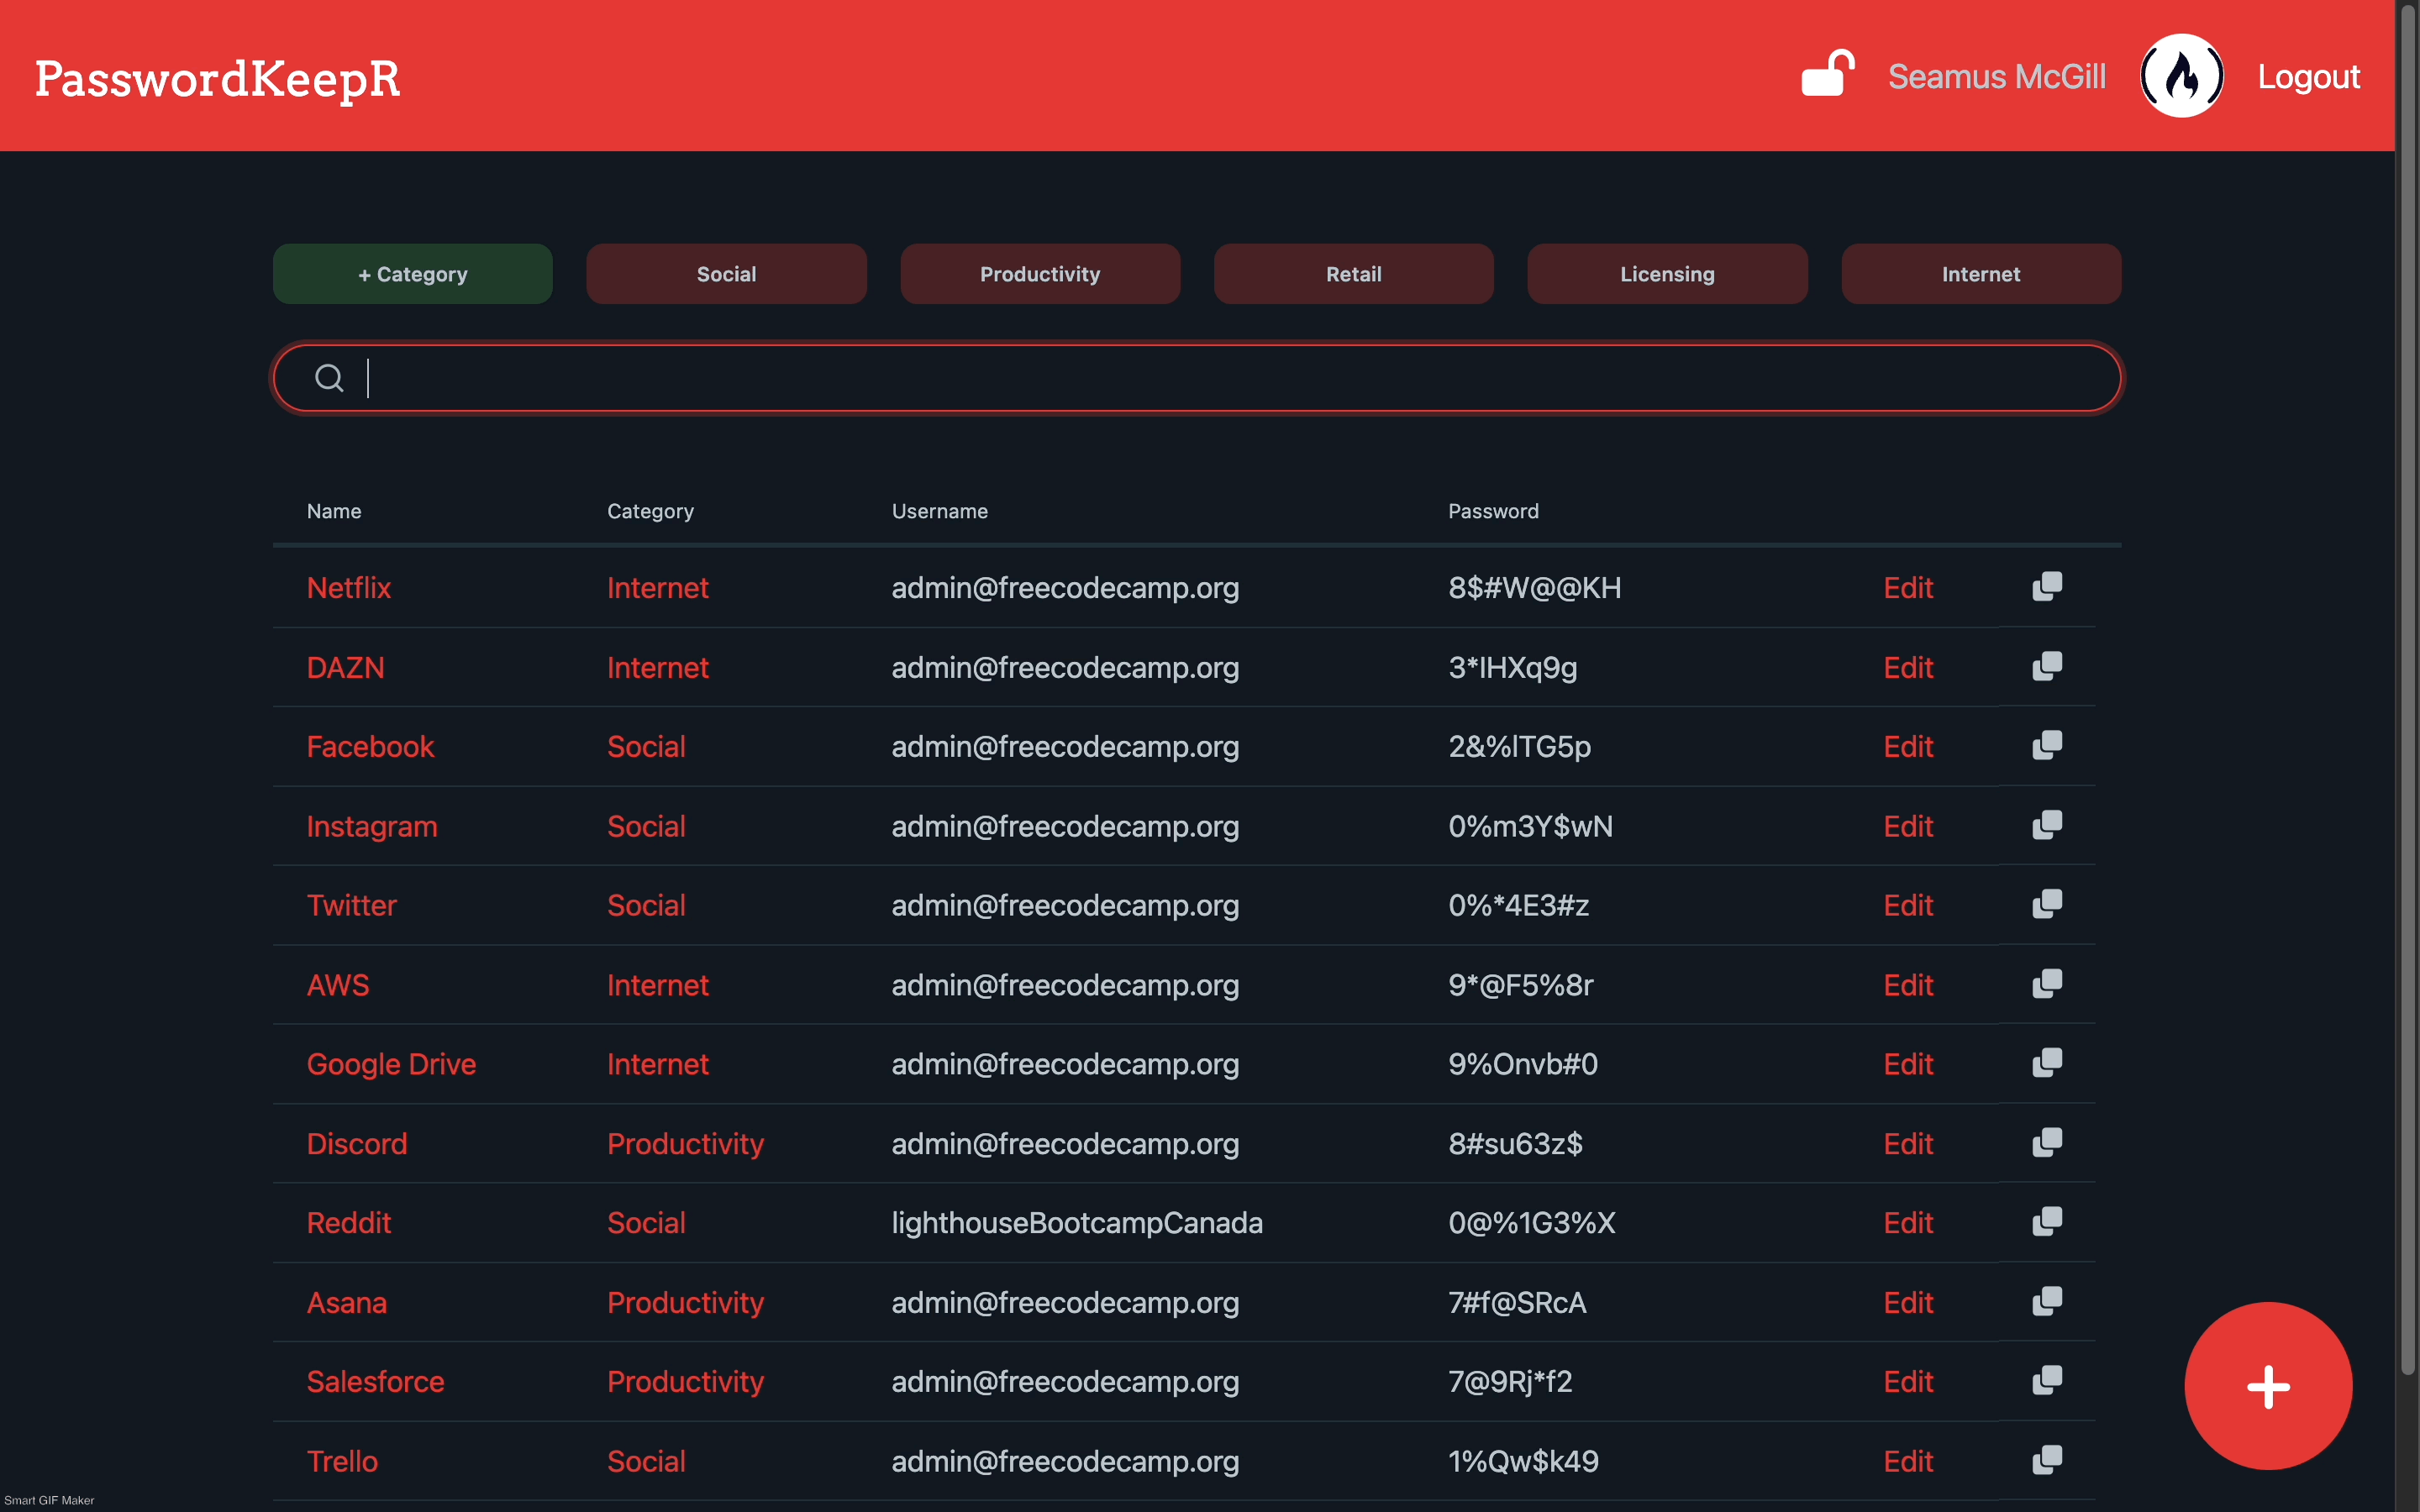 PasswordKeepR
Seamus McGill
Logout
+ Category
Social
Productivity
Retail
Licensing
Internet
Name Category Username Password
Netflix Internet admin@freecodecamp.org 8$#W@@KH Edit
DAZN Internet admin@freecodecamp.org 3*IHXq9g Edit
Facebook Social admin@freecodecamp.org 2&%lTG5p Edit
Instagram Social admin@freecodecamp.org 0%m3Y$wN Edit
Twitter Social admin@freecodecamp.org 0%*4E3#z Edit
AWS Internet admin@freecodecamp.org 9*@F5%8r Edit
Google Drive Internet admin@freecodecamp.org 9%Onvb#0 Edit
Discord Productivity admin@freecodecamp.org 8#su63z$ Edit
Reddit Social lighthouseBootcampCanada 0@%1G3%X Edit
Asana Productivity admin@freecodecamp.org 7#f@SRcA Edit
Salesforce Productivity admin@freecodecamp.org 7@9Rj*f2 Edit
Trello Social admin@freecodecamp.org 1%Qw$k49 Edit
Smart GIF Maker